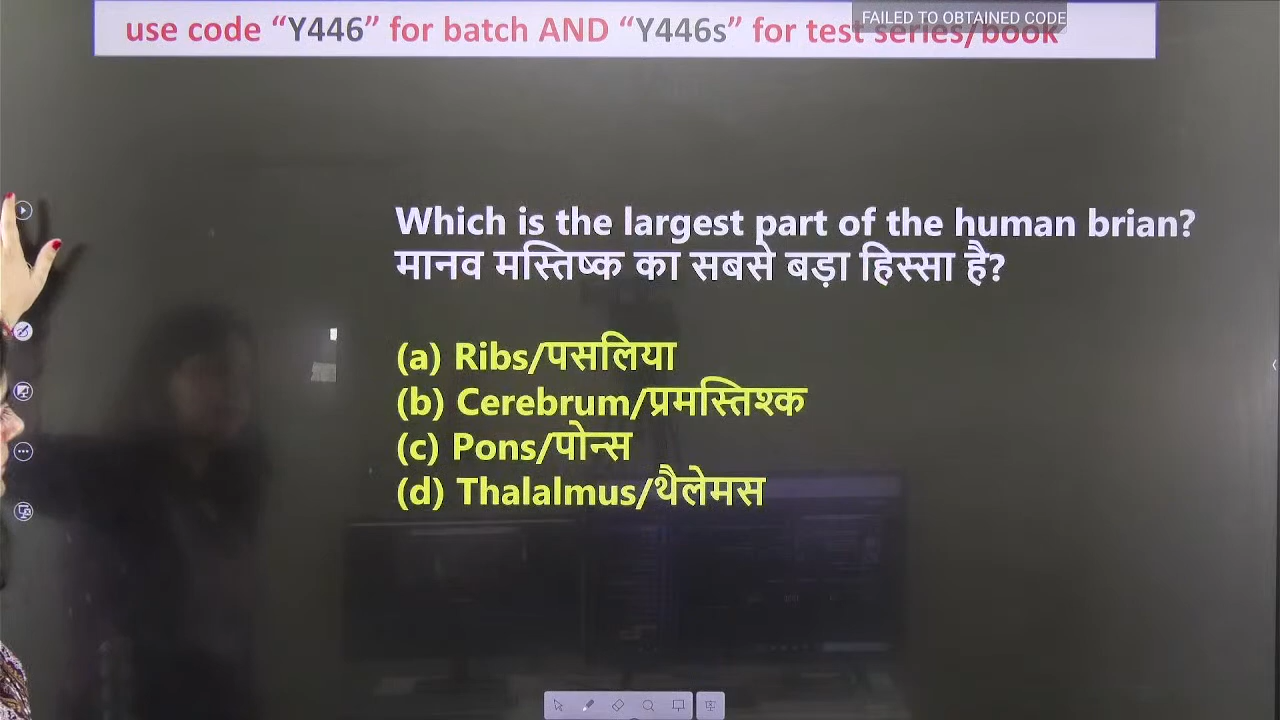 use code “Y446” for batch AND “Y446s” for test series/book
FAILED TO OBTAINED CODE
Which is the largest part of the human brian?
मानव मस्तिष्क का सबसे बड़ा हिस्सा है?
(a) Ribs/पसलिया
(b) Cerebrum/प्रमस्तिश्क
(c) Pons/पोन्स
(d) Thalalmus/थैलेमस